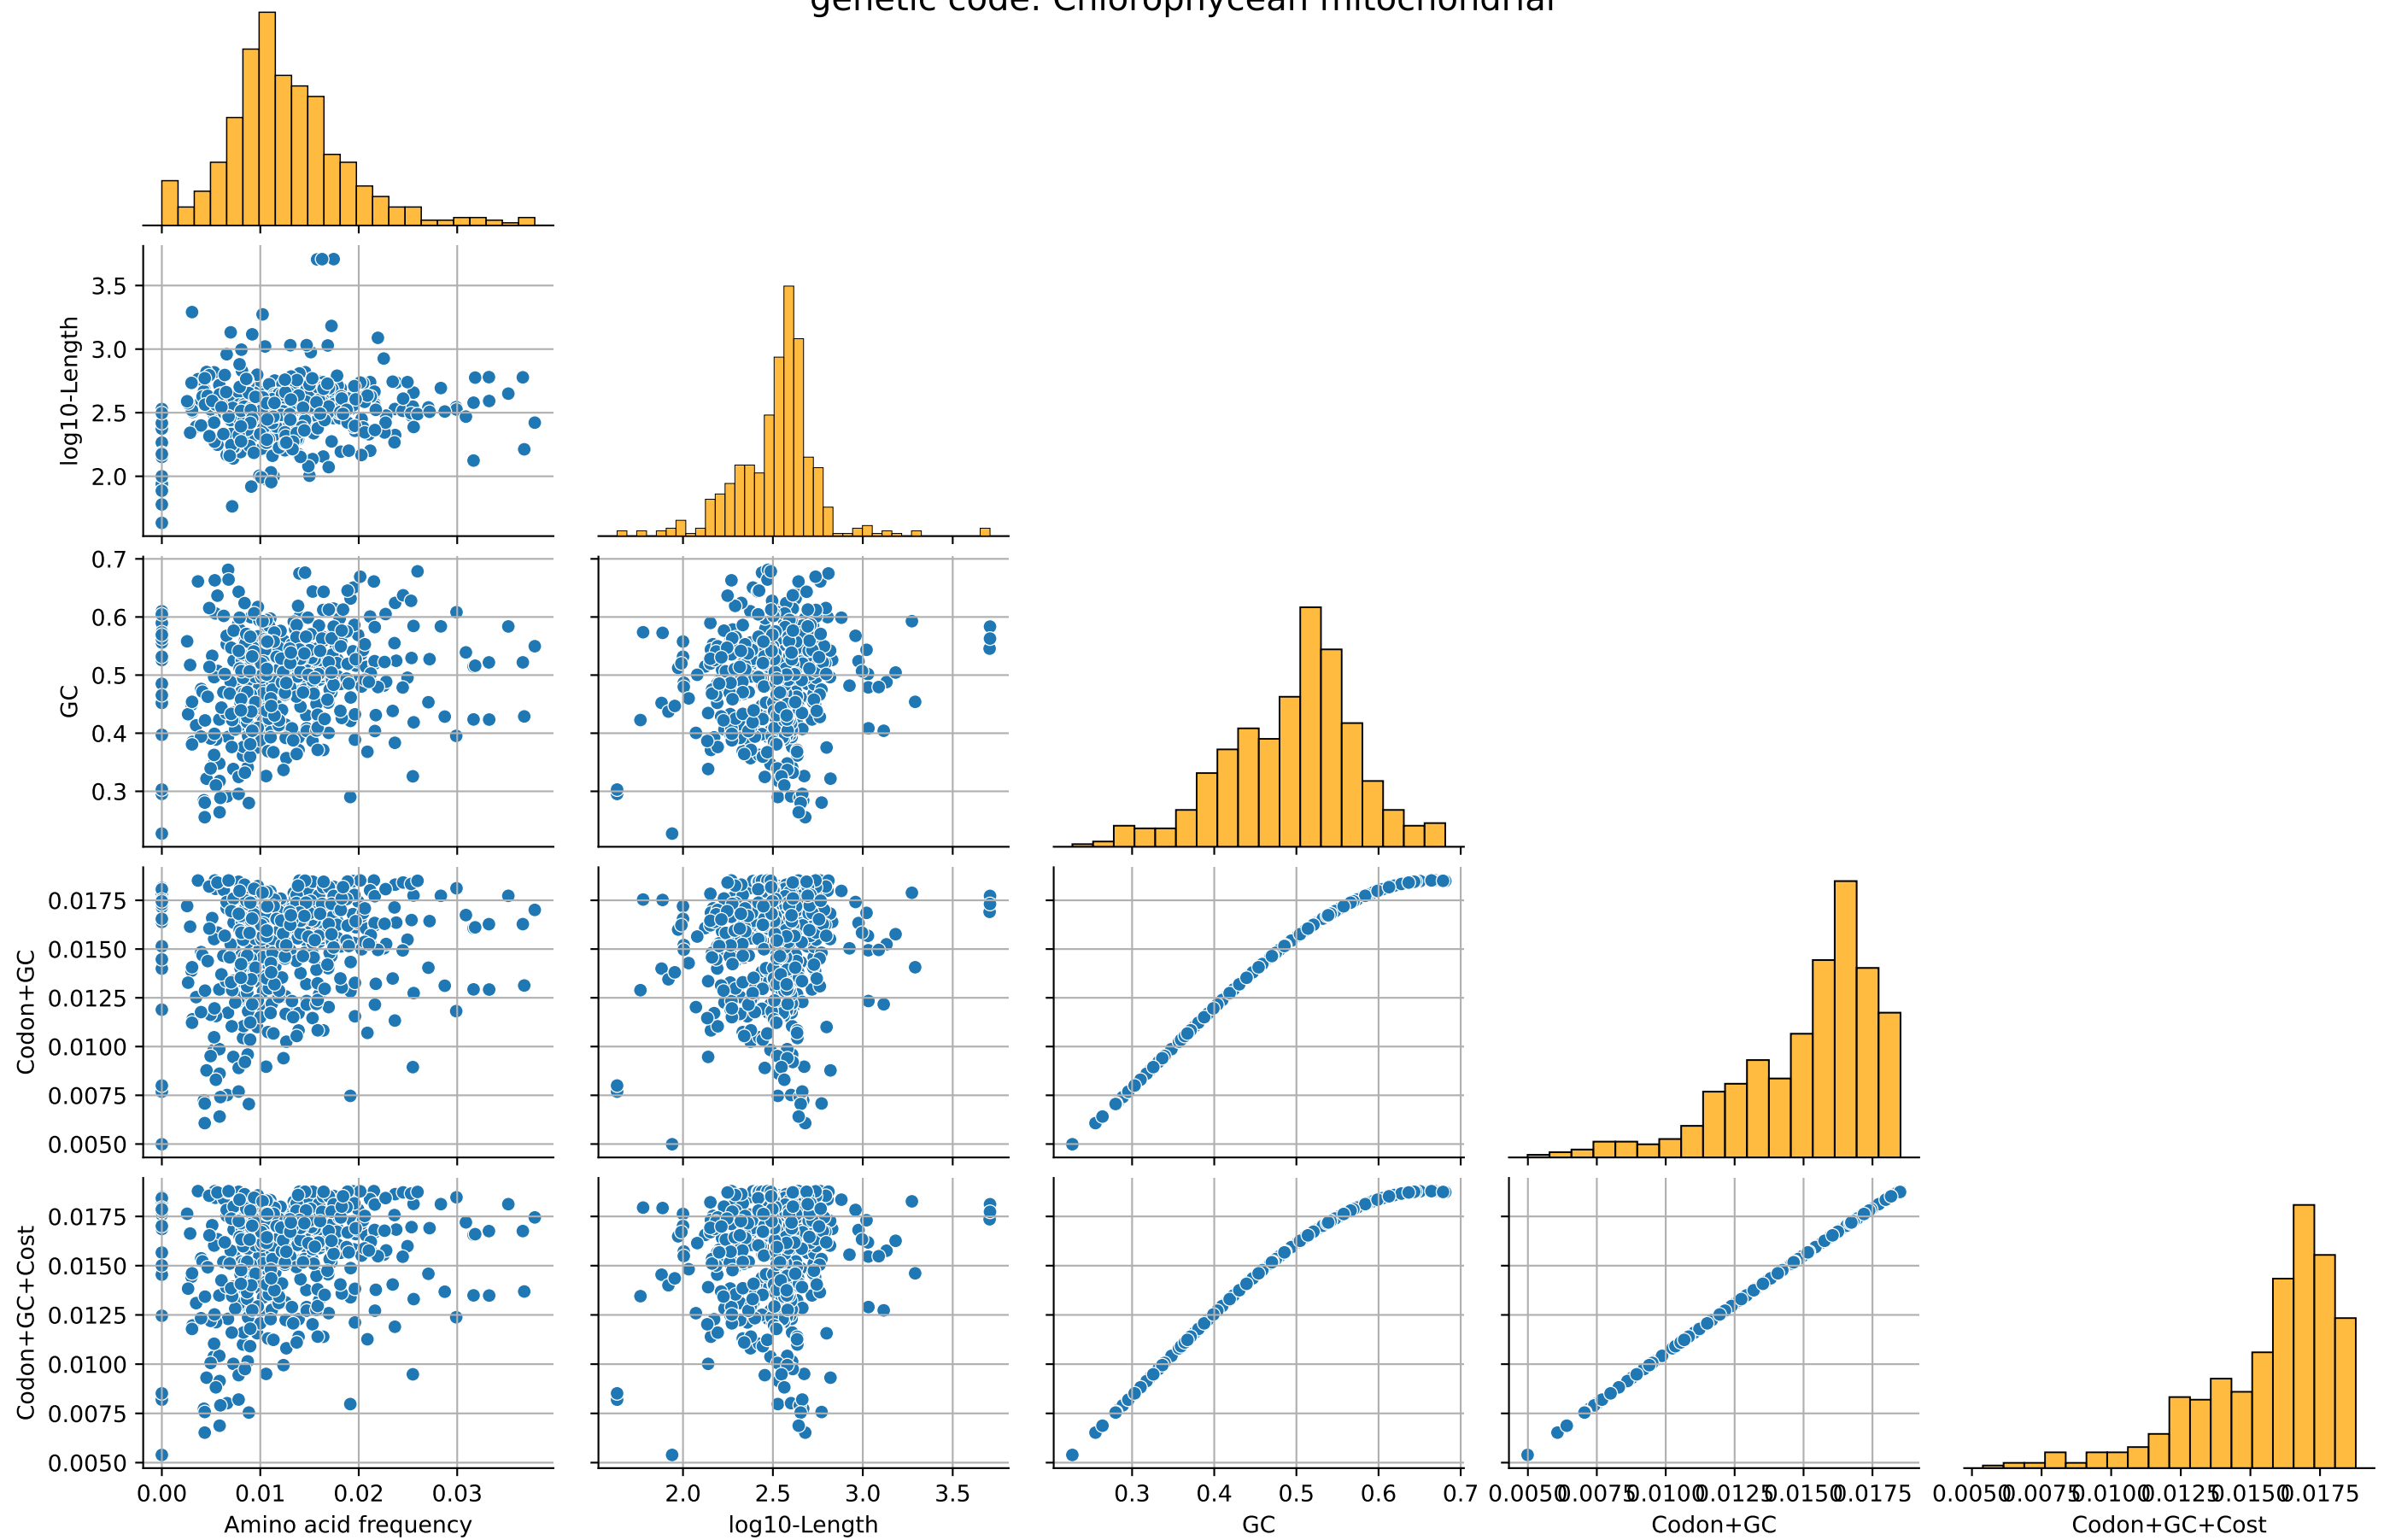 genetic code: Chlorophycean mitochondrial
3.5
3.0
2.5
2.0
log10-Length
0.7
0.6
0.5
0.4
0.3
GC
0.0175
0.0150
0.0125
0.0100
0.0075
0.0050
Codon+GC
0.0175
0.0150
0.0125
0.0100
0.0075
0.0050
Codon+GC+Cost
0.00 0.01 0.02 0.03
Amino acid frequency
2.0 2.5 3.0 3.5
log10-Length
0.3 0.4 0.5 0.6 0.7
GC
0.0050 0.0075 0.0100 0.0125 0.0150 0.0175
Codon+GC
0.0050 0.0075 0.0100 0.0125 0.0150 0.0175
Codon+GC+Cost